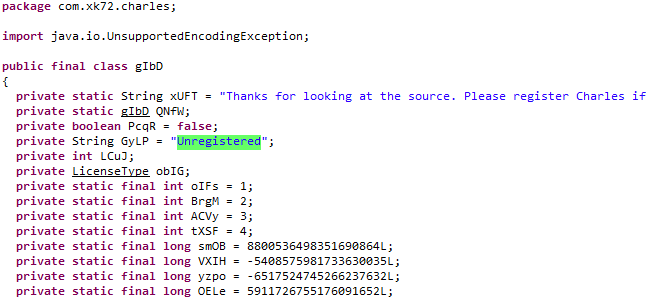 package com.xk72.charles;
import java.io.UnsupportedEncodingException;
public final class gIbD
{
private static String xUFT = "Thanks for looking at the source. Please register Charles if
private static gIbD QNfW;
private boolean PcqR = false;
private String GyLP = "Unregistered";
private int LCuJ;
private LicenseType obIG;
private static final int oIFs = 1;
private static final int BrgM = 2;
private static final int ACVy = 3;
private static final int tXSF = 4;
private static final long smOB = 8800536498351690864L;
private static final long VXIH = -5408575981733630035L;
private static final long yzpo = -6517524745266237632L;
private static final long OELe = 5911726755176091652L;